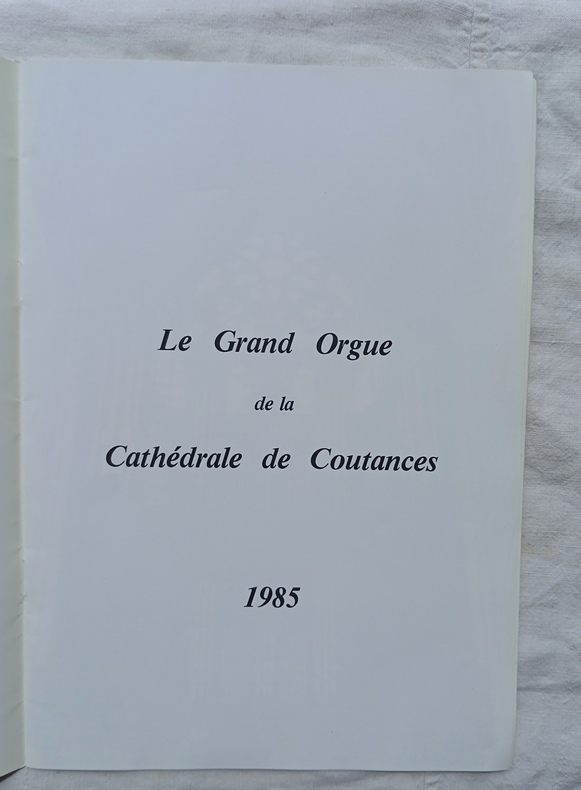 Le Grand Orgue
de la
Cathédrale de Coutances
1985